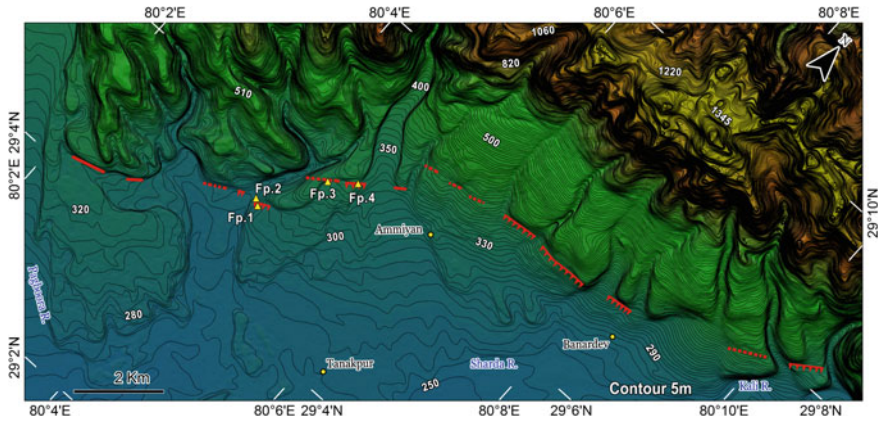 80°2'E 80°4'E 80°6'E 80°8'E
N
1060
820
1220
400
510
1345
29°4'N
350
500
80°2'E
Fp.2
Fp.3
Fp.4
320
Fp.1
29°10'N
Ammiyan
300
330
280
Banardev
290
29°2'N
Tanakpur
Sharda R.
2 Km
250
Contour 5m
Kali R.
80°4'E 80°6'E 29°4'N 80°8'E 29°6'N 80°10'E 29°8'N